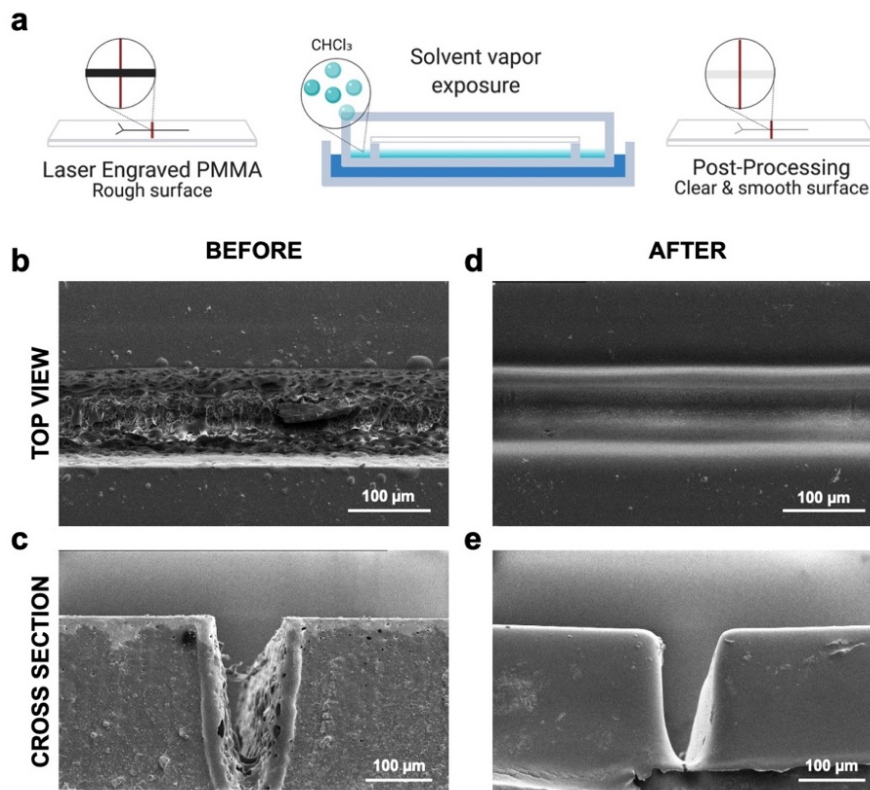 a
CHCl₃
Solvent vapor
exposure
Laser Engraved PMMA
Rough surface
Post-Processing
Clear & smooth surface
BEFORE
AFTER
b
d
TOP VIEW
100 µm
100 µm
c
e
CROSS SECTION
100 µm
100 µm